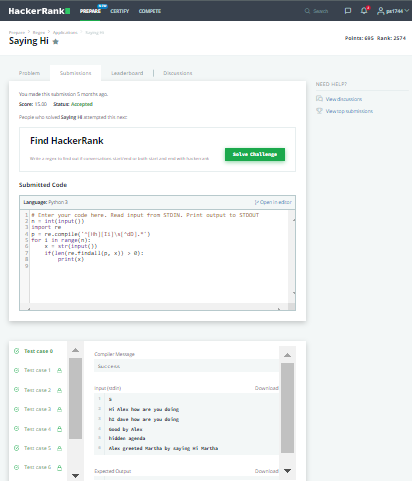 HackerRank
PREPARE
NEW
CERTIFY
COMPETE
Search
ps1744
Prepare > Regex > Applications > Saying Hi
Saying Hi ★
Points: 695 Rank: 2574
Problem
Submissions
Leaderboard
Discussions
You made this submission 5 months ago.
Score: 15.00 Status: Accepted
People who solved Saying Hi attempted this next:
Find HackerRank
Write a regex to find out if conversations start/end or both start and end with hackerrank
Solve Challenge
NEED HELP?
View discussions
View top submissions
Submitted Code
Language: Python 3
Open in editor
1 # Enter your code here. Read input from STDIN. Print output to STDOUT
2 n = int(input())
3 import re
4 p = re.compile('^[Hh][Ii]\s[^dD].*')
5 for i in range(n):
6 x = str(input())
7 if(len(re.findall(p, x)) > 0):
8 print(x)
9
Test case 0
Test case 1
Test case 2
Test case 3
Test case 4
Test case 5
Test case 6
Compiler Message
Success
Input (stdin)
Download
1 5
2 Hi Alex how are you doing
3 hI dave how are you doing
4 Good by Alex
5 hidden agenda
6 Alex greeted Martha by saying Hi Martha
Expected Output
Download